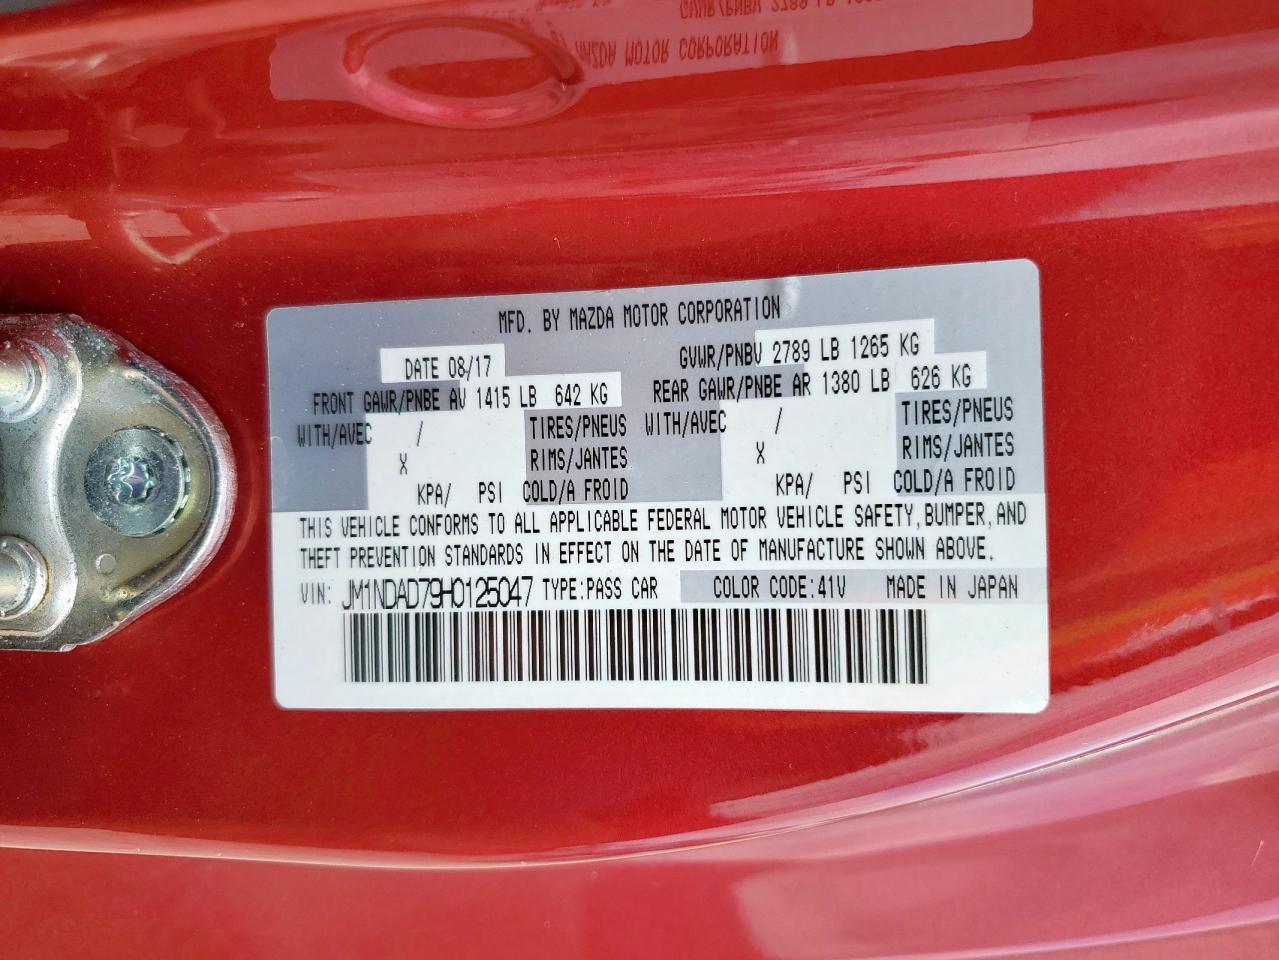 MFD. BY MAZDA MOTOR CORPORATION
DATE 08/17 GVWR/PNBV 2789 LB 1265 KG
FRONT GAWR/PNBE AV 1415 LB 642 KG REAR GAWR/PNBE AR 1380 LB 626 KG
WITH/AVEC / TIRES/PNEUS WITH/AVEC / TIRES/PNEUS
X RIMS/JANTES X RIMS/JANTES
KPA/ PSI COLD/A FROID KPA/ PSI COLD/A FROID
THIS VEHICLE CONFORMS TO ALL APPLICABLE FEDERAL MOTOR VEHICLE SAFETY, BUMPER, AND
THEFT PREVENTION STANDARDS IN EFFECT ON THE DATE OF MANUFACTURE SHOWN ABOVE.
VIN: JM1NDAD79H0125047 TYPE:PASS CAR COLOR CODE:41V MADE IN JAPAN